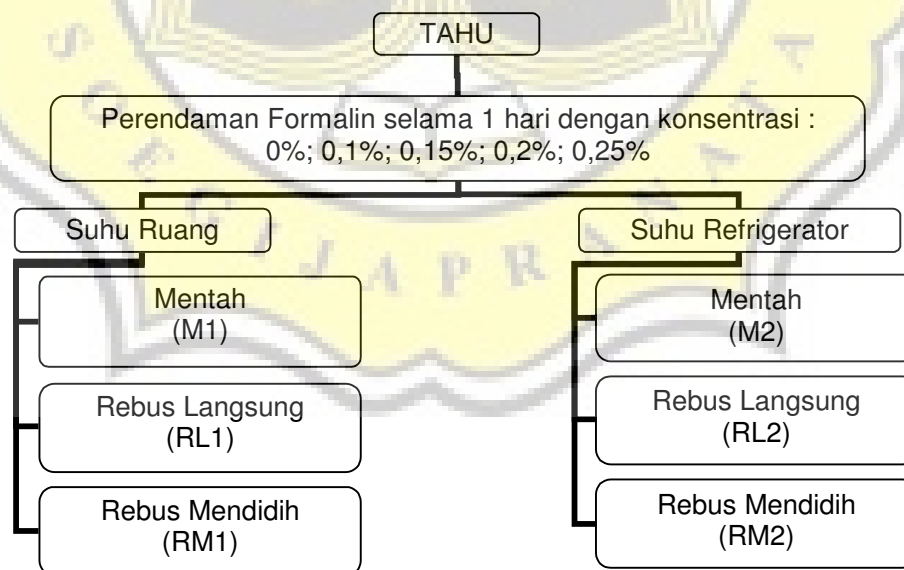 TAHU
Perendaman Formalin selama 1 hari dengan konsentrasi :
0%; 0,1%; 0,15%; 0,2%; 0,25%
Suhu Ruang
Mentah
(M1)
Rebus Langsung
(RL1)
Rebus Mendidih
(RM1)
Suhu Refrigerator
Mentah
(M2)
Rebus Langsung
(RL2)
Rebus Mendidih
(RM2)
SOEGIJAPRANATA